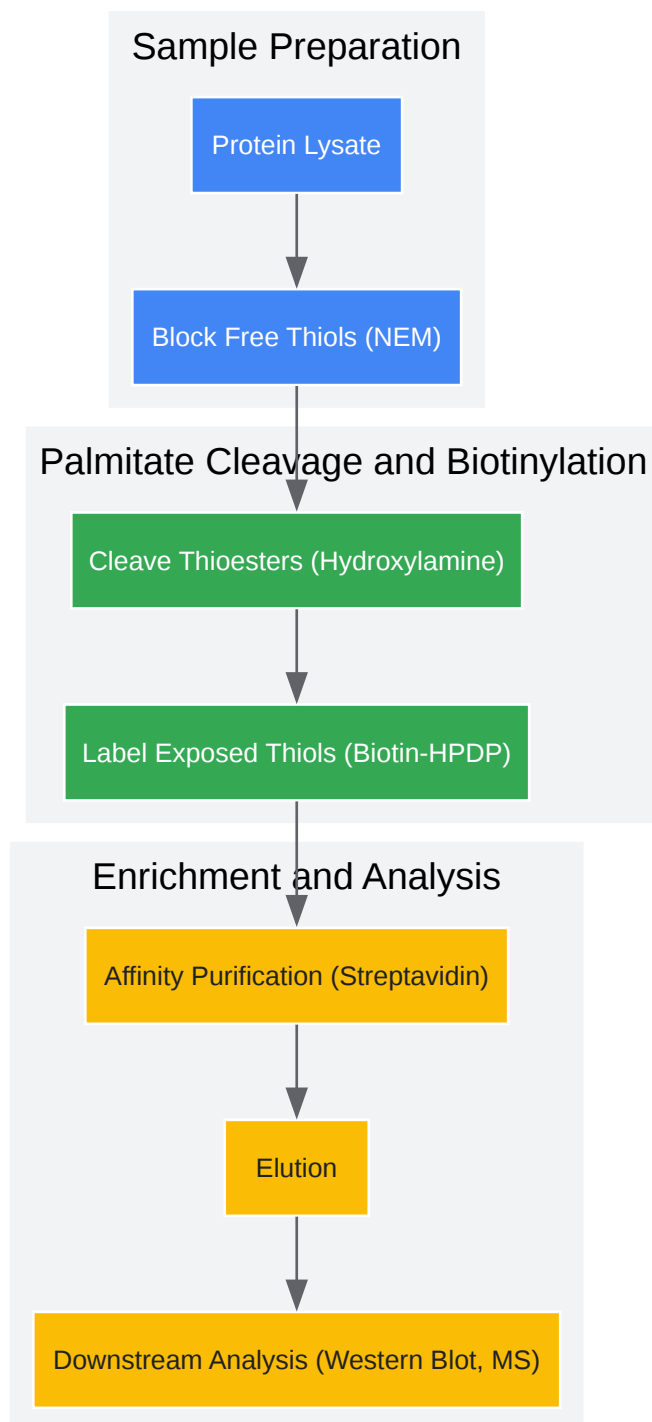 Sample Preparation
Protein Lysate
Block Free Thiols (NEM)
Palmitate Cleavage and Biotinylation
Cleave Thioesters (Hydroxylamine)
Label Exposed Thiols (Biotin-HPDP)
Enrichment and Analysis
Affinity Purification (Streptavidin)
Elution
Downstream Analysis (Western Blot, MS)